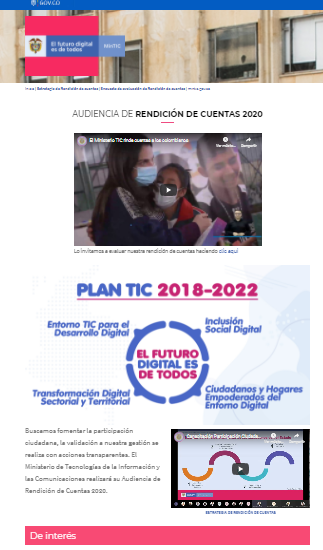 GOV.CO
El futuro digital
es de todos
MinTIC
Inicio | Estrategia de Rendición de cuentas | Encuesta de evaluación de Rendición de cuentas |
AUDIENCIA DE RENDICIÓN DE CUENTAS 2020
El Ministerio TIC rinde cuentas a los colombianos
Compartir
Lo invitamos a evaluar nuestra rendición de cuentas haciendo clic aquí
PLAN TIC 2018-2022
Entorno TIC para el
Desarrollo Digital
Inclusión
Social Digital
EL FUTURO
DIGITAL ES
DE TODOS
Transformación Digital
Sectorial y Territorial
Ciudadanos y Hogares
Empoderados del
Entorno Digital
Buscamos fomentar la participación
ciudadana, la validación a nuestra gestión se
realiza con acciones transparentes. El
Ministerio de Tecnologías de la Información y
las Comunicaciones realizará su Audiencia de
Rendición de Cuentas 2020.
Capacitación Participación Ciudada...
ESTRATEGIA DE RENDICIÓN DE CUENTAS
De interés